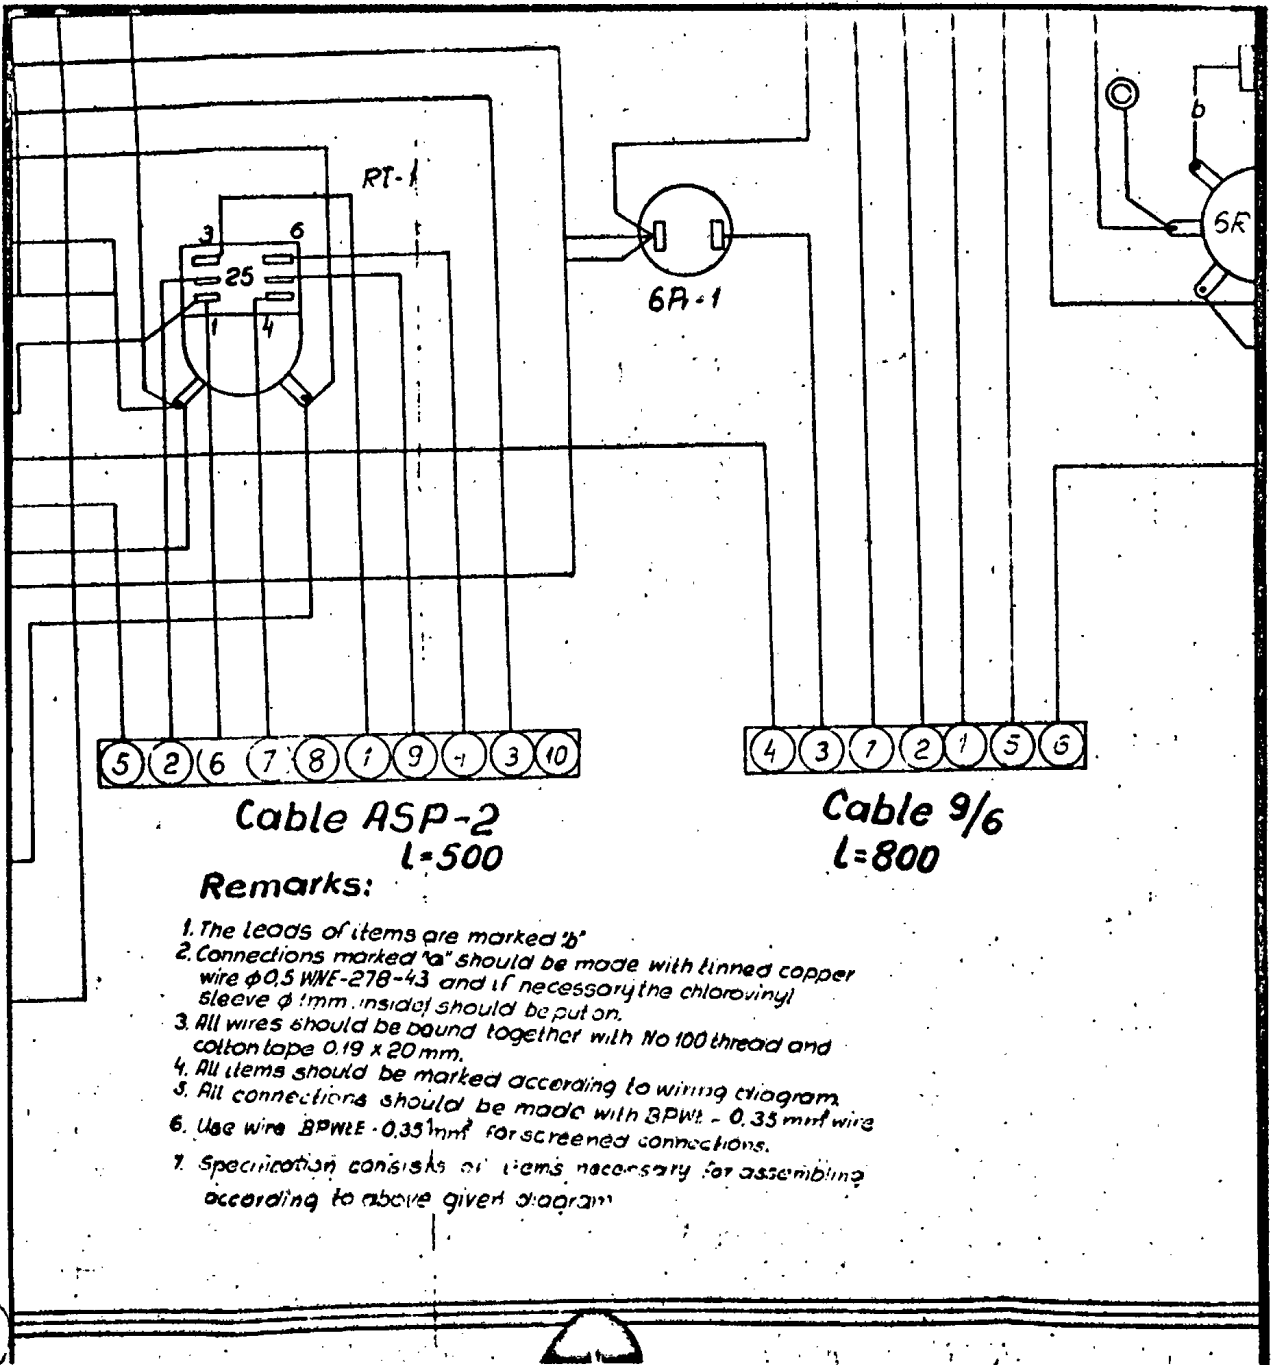 b
RT-1
3 6
25
1 4
5R
6A-1
5 2 6 7 8 1 9 4 3 10
4 3 7 2 1 5 6
Cable ASP-2
l=500
Cable 9/6
l=800
Remarks:
1. The leads of items are marked "b"
2. Connections marked "a" should be made with tinned copper
wire φ0,5 WNE-278-43 and if necessary the chlorovinyl
sleeve φ 1mm. inside should be put on.
3. All wires should be bound together with No 100 thread and
cotton tape 0.19 x 20 mm.
4. All items should be marked according to wiring diagram.
5. All connections should be made with BPWŁ - 0,35 mm² wire
6. Use wire BPWŁE - 0,35 mm² for screened connections.
7. Specification consists of items necessary for assembling
according to above given diagram